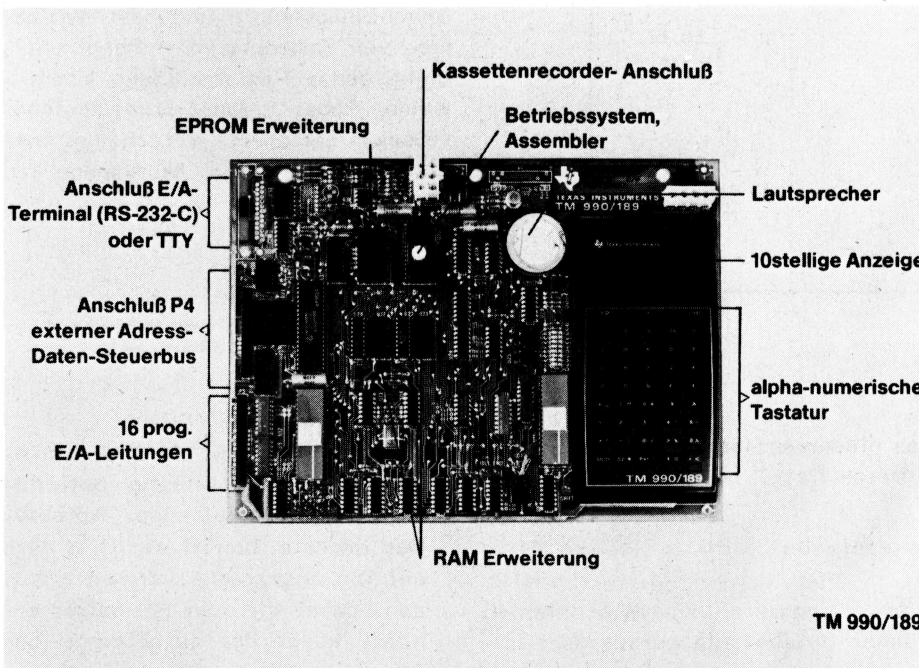 Kassettenrecorder- Anschluß
EPROM Erweiterung
Betriebssystem,
Assembler
Anschluß E/A-
Terminal (RS-232-C)
oder TTY
TEXAS INSTRUMENTS
TM 990/189
Lautsprecher
10stellige Anzeige
Anschluß P4
externer Adress-
Daten-Steuerbus
alpha-numerische
Tastatur
16 prog.
E/A-Leitungen
TM 990/189
RAM Erweiterung
TM 990/189